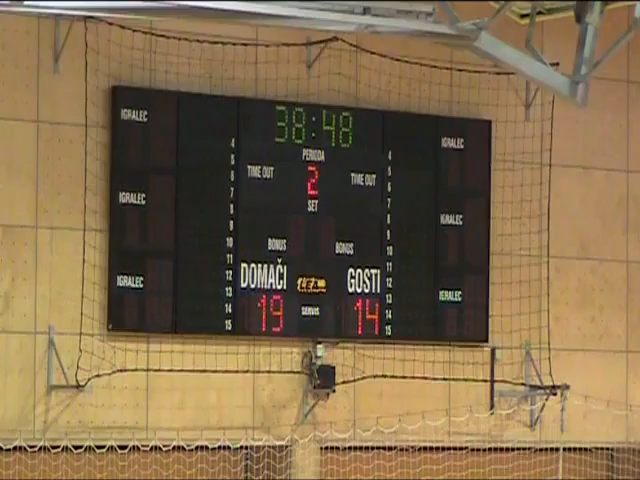 38:48
PERIODA
TIME OUT 2 TIME OUT
SET
IGRALEC
IGRALEC
IGRALEC
4
5
6
7
8
9
10
11
12
13
14
15
BONUS BONUS
DOMAČI LEA GOSTI
19 SERVIS 14
4
5
6
7
8
9
10
11
12
13
14
15
IGRALEC
IGRALEC
IGRALEC